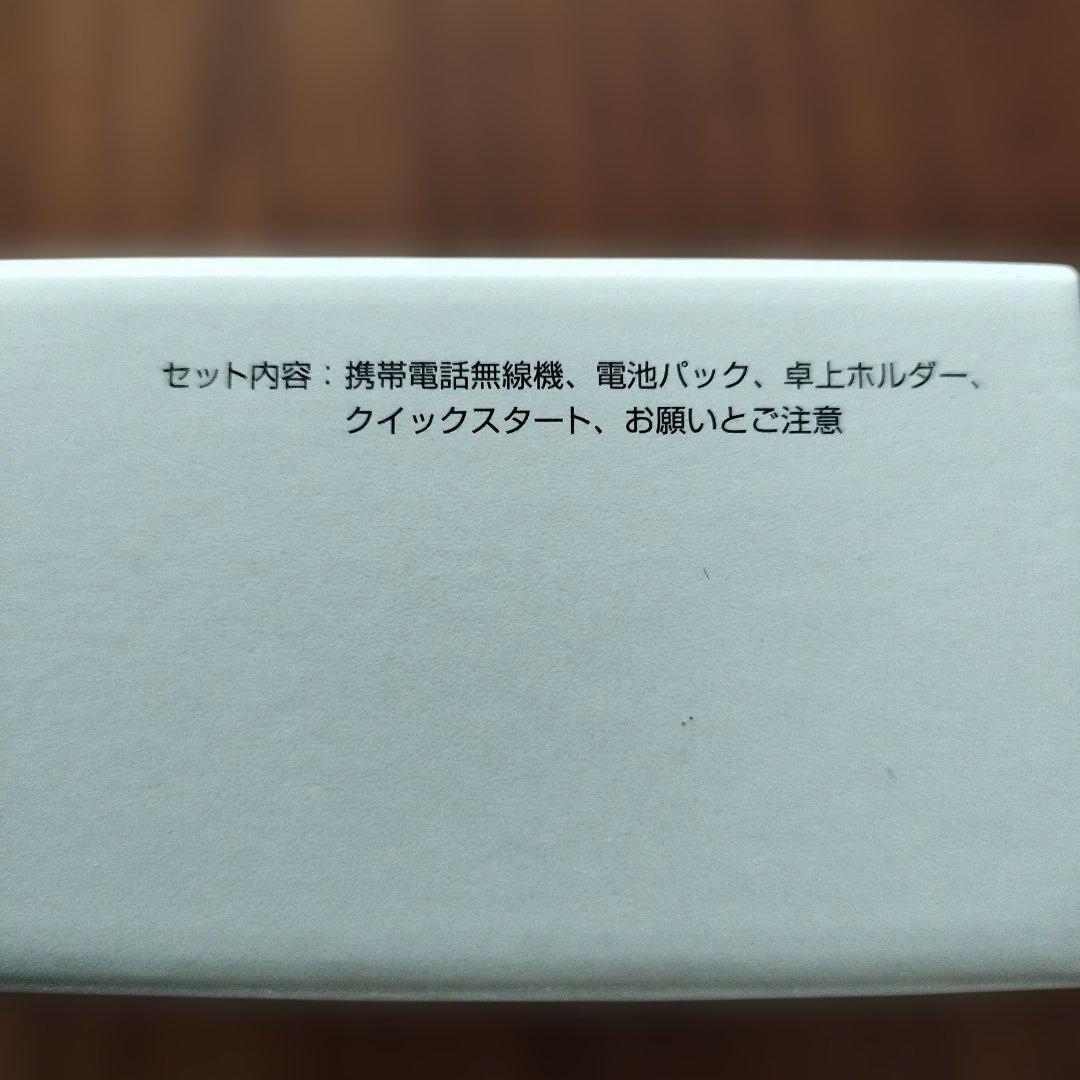 セット内容：携帯電話無線機、電池パック、卓上ホルダー、
クイックスタート、お願いとご注意